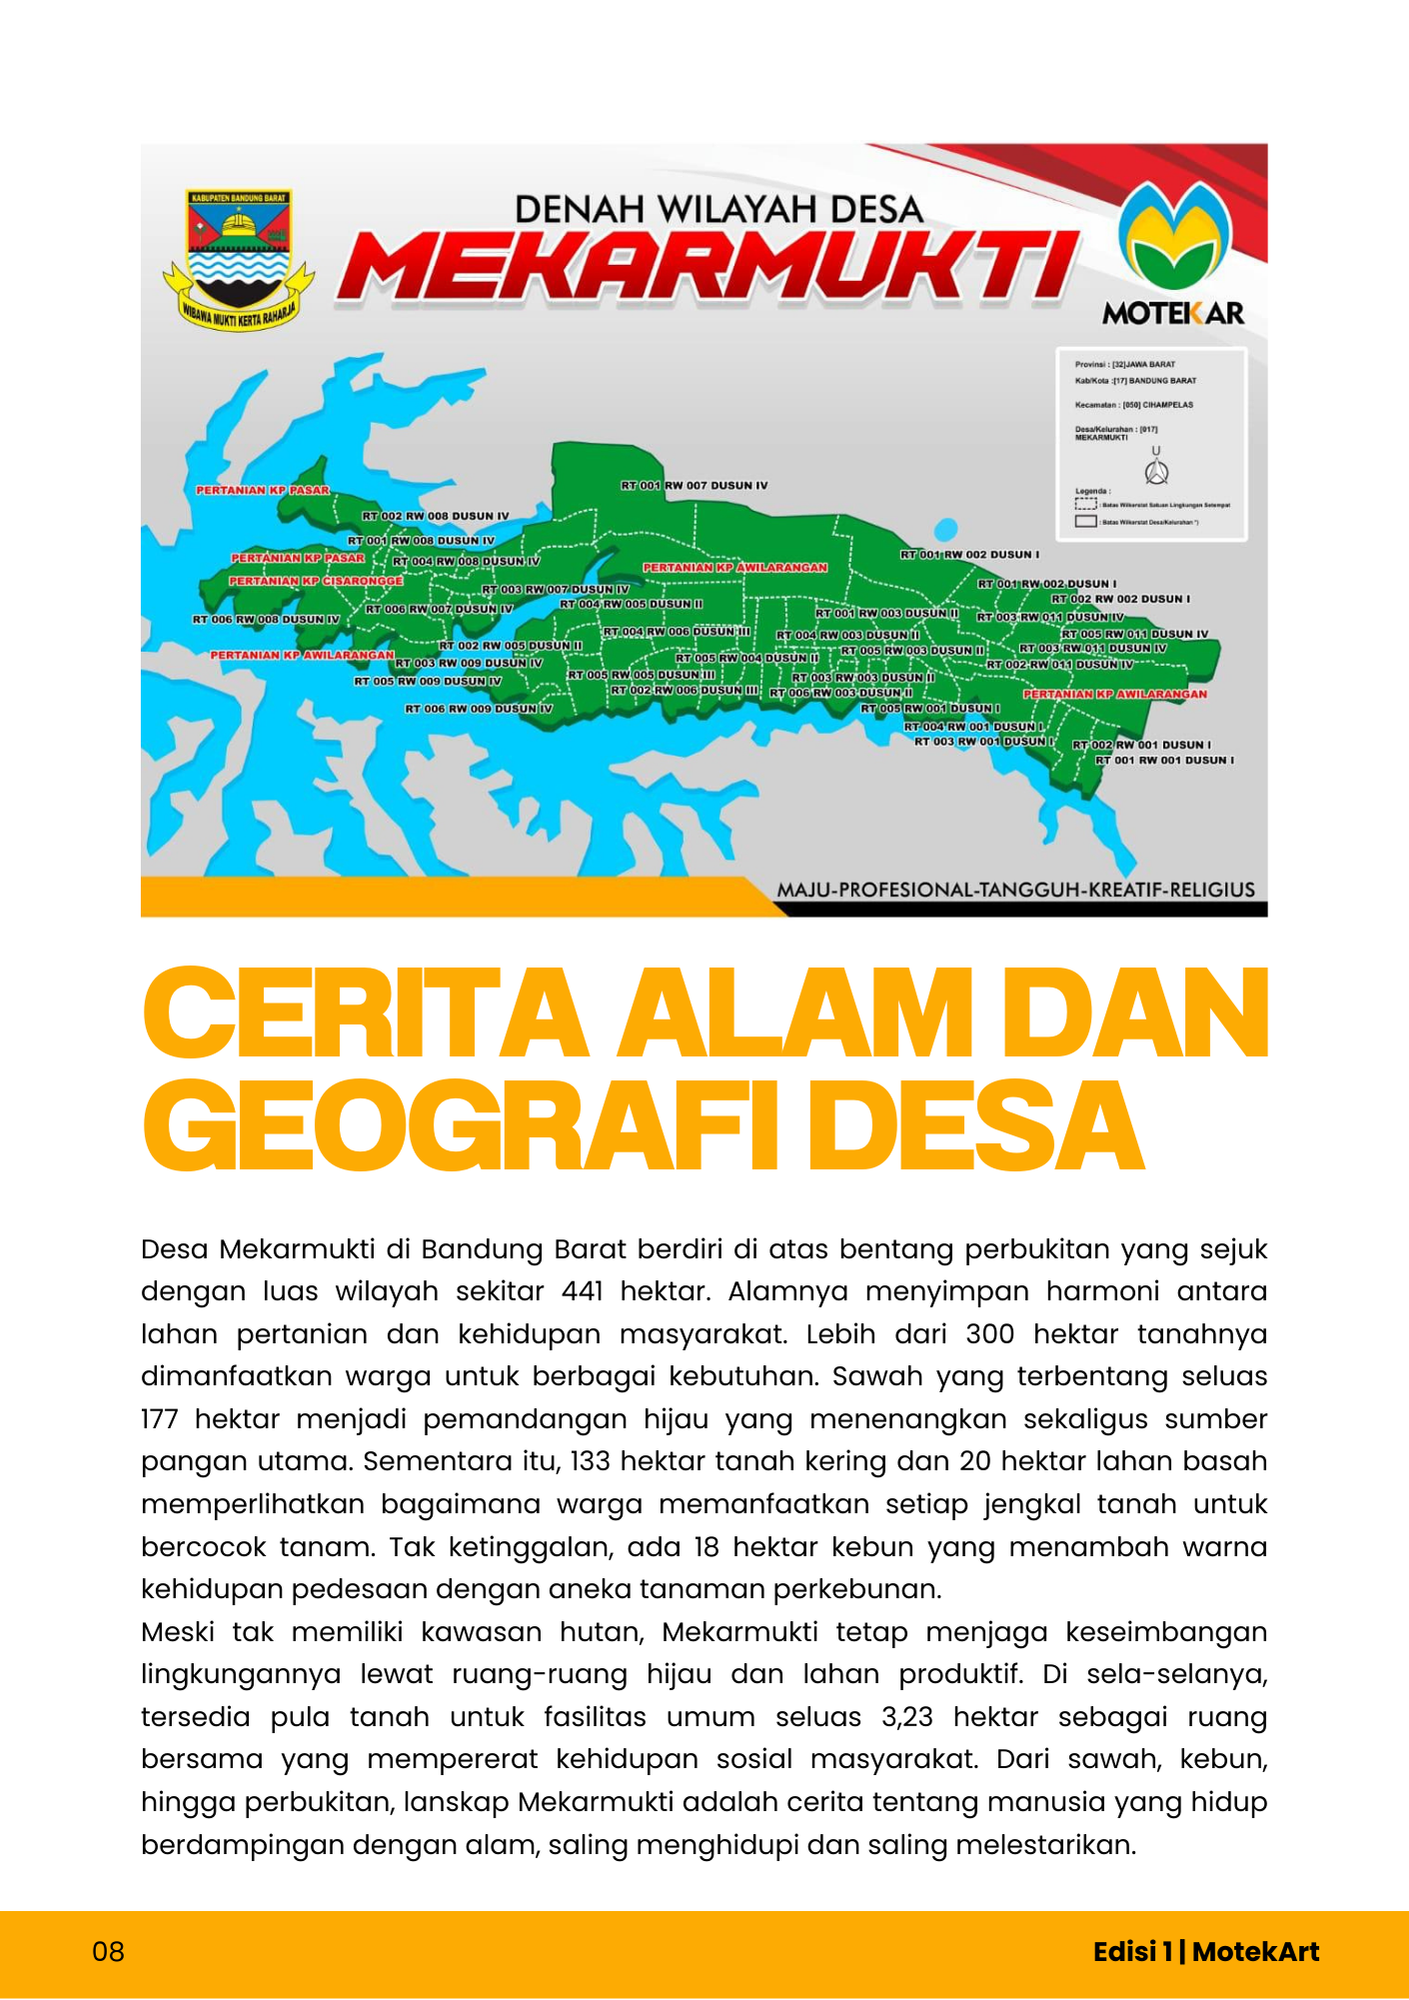 KABUPATEN BANDUNG BARAT
WIBAWA MUKTI KERTA RAHARJA
DENAH WILAYAH DESA
MEKARMUKTI
MOTEKAR
Provinsi : [32]JAWA BARAT
Kab/Kota :[17] BANDUNG BARAT
Kecamatan : [050] CIHAMPELAS
Desa/Kelurahan : [017]
MEKARMUKTI
U
Legenda :
: Batas Wilkerstat Satuan Lingkungan Setempat
: Batas Wilkerstat Desa/Kelurahan *)
PERTANIAN KP PASAR
RT 001 RW 007 DUSUN IV
RT 002 RW 008 DUSUN IV
RT 001 RW 008 DUSUN IV
PERTANIAN KP PASAR
RT 004 RW 008 DUSUN IV
RT 001 RW 002 DUSUN I
PERTANIAN KP AWILARANGAN
PERTANIAN KP CISARONGGE
RT 003 RW 007 DUSUN IV
RT 001 RW 002 DUSUN I
RT 002 RW 002 DUSUN I
RT 006 RW 007 DUSUN IV
RT 004 RW 005 DUSUN II
RT 006 RW 008 DUSUN IV
RT 001 RW 003 DUSUN II
RT 003 RW 011 DUSUN IV
RT 004 RW 006 DUSUN III
RT 004 RW 003 DUSUN II
RT 005 RW 011 DUSUN IV
RT 002 RW 005 DUSUN II
RT 005 RW 003 DUSUN II
RT 003 RW 011 DUSUN IV
PERTANIAN KP AWILARANGAN
RT 003 RW 009 DUSUN IV
RT 005 RW 004 DUSUN II
RT 002 RW 011 DUSUN IV
RT 005 RW 009 DUSUN IV
RT 005 RW 005 DUSUN III
RT 003 RW 003 DUSUN II
RT 002 RW 006 DUSUN III
RT 006 RW 003 DUSUN II
PERTANIAN KP AWILARANGAN
RT 006 RW 009 DUSUN IV
RT 005 RW 001 DUSUN I
RT 004 RW 001 DUSUN I
RT 003 RW 001 DUSUN I
RT 002 RW 001 DUSUN I
RT 001 RW 001 DUSUN I
MAJU-PROFESIONAL-TANGGUH-KREATIF-RELIGIUS
CERITA ALAM DAN
GEOGRAFI DESA
Desa Mekarmukti di Bandung Barat berdiri di atas bentang perbukitan yang sejuk
dengan luas wilayah sekitar 441 hektar. Alamnya menyimpan harmoni antara
lahan pertanian dan kehidupan masyarakat. Lebih dari 300 hektar tanahnya
dimanfaatkan warga untuk berbagai kebutuhan. Sawah yang terbentang seluas
177 hektar menjadi pemandangan hijau yang menenangkan sekaligus sumber
pangan utama. Sementara itu, 133 hektar tanah kering dan 20 hektar lahan basah
memperlihatkan bagaimana warga memanfaatkan setiap jengkal tanah untuk
bercocok tanam. Tak ketinggalan, ada 18 hektar kebun yang menambah warna
kehidupan pedesaan dengan aneka tanaman perkebunan.
Meski tak memiliki kawasan hutan, Mekarmukti tetap menjaga keseimbangan
lingkungannya lewat ruang-ruang hijau dan lahan produktif. Di sela-selanya,
tersedia pula tanah untuk fasilitas umum seluas 3,23 hektar sebagai ruang
bersama yang mempererat kehidupan sosial masyarakat. Dari sawah, kebun,
hingga perbukitan, lanskap Mekarmukti adalah cerita tentang manusia yang hidup
berdampingan dengan alam, saling menghidupi dan saling melestarikan.
08
Edisi 1 | MotekArt